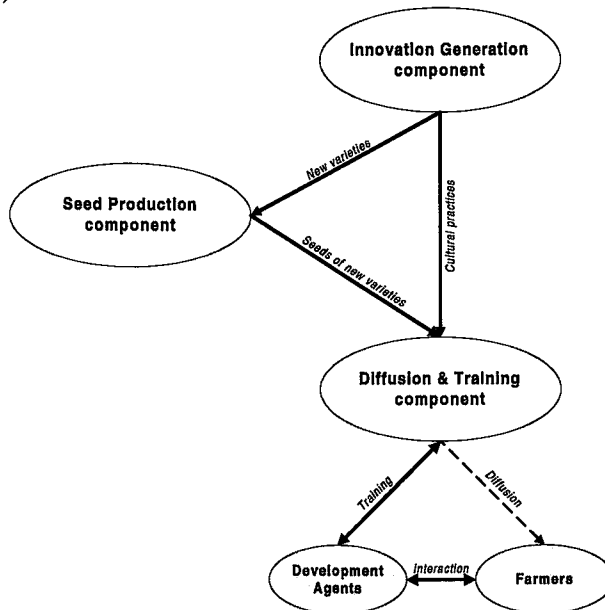 )
Innovation Generation
component
New varieties
Seed Production
component
Cultural practices
Seeds of new varieties
Diffusion & Training
component
Training
Diffusion
Development
Agents
interaction
Farmers